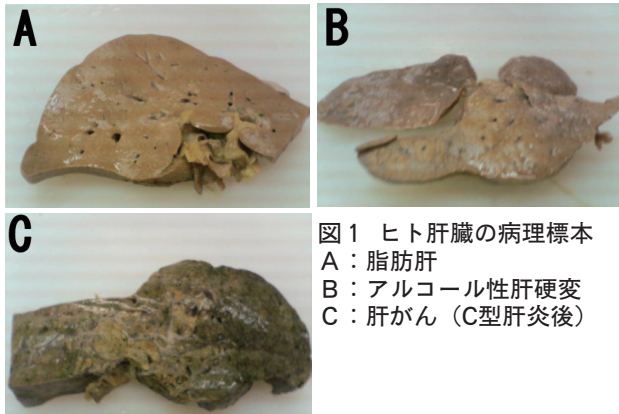 A
B
C
図1 ヒト肝臓の病理標本
A：脂肪肝
B：アルコール性肝硬変
C：肝がん（C型肝炎後）